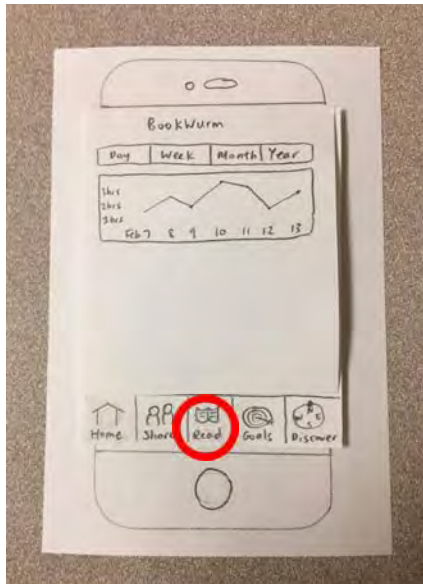 BookWurm
Day Week Month Year
3hrs
2hrs
1hrs
Feb 7 8 9 10 11 12 13
Home Share Read Goals Discover
N
W E
S